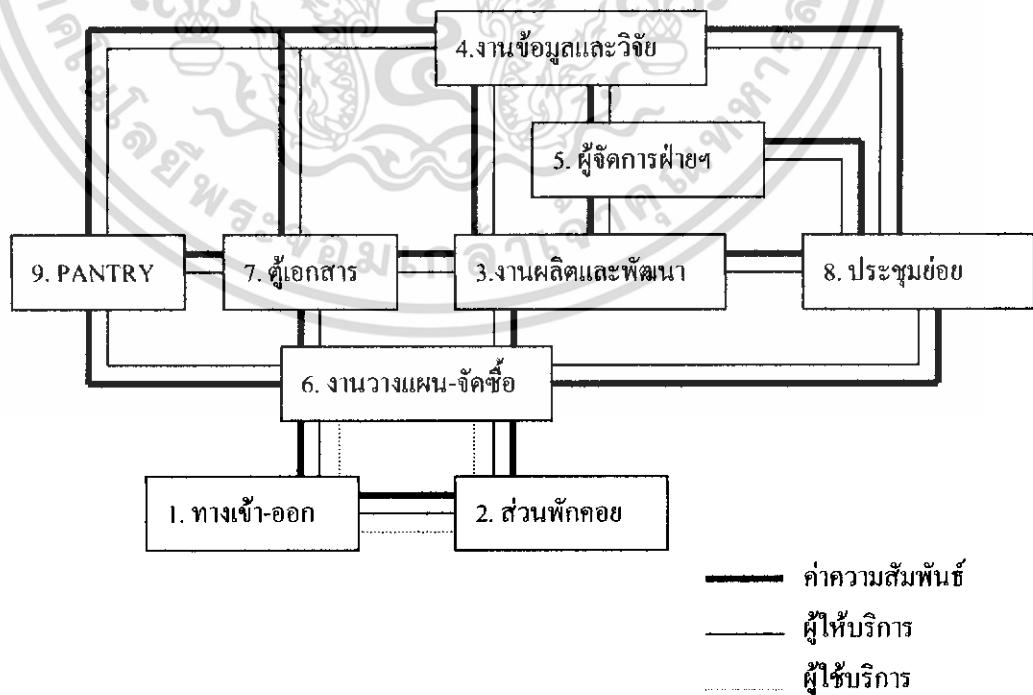 4.งานข้อมูลและวิจัย
5. ผู้จัดการฝ่ายฯ
9. PANTRY
7. ตู้เอกสาร
3.งานผลิตและพัฒนา
8. ประชุมย่อย
6. งานวางแผน-จัดซื้อ
1. ทางเข้า-ออก
2. ส่วนพักคอย
ค่าความสัมพันธ์
ผู้ให้บริการ
ผู้ใช้บริการ